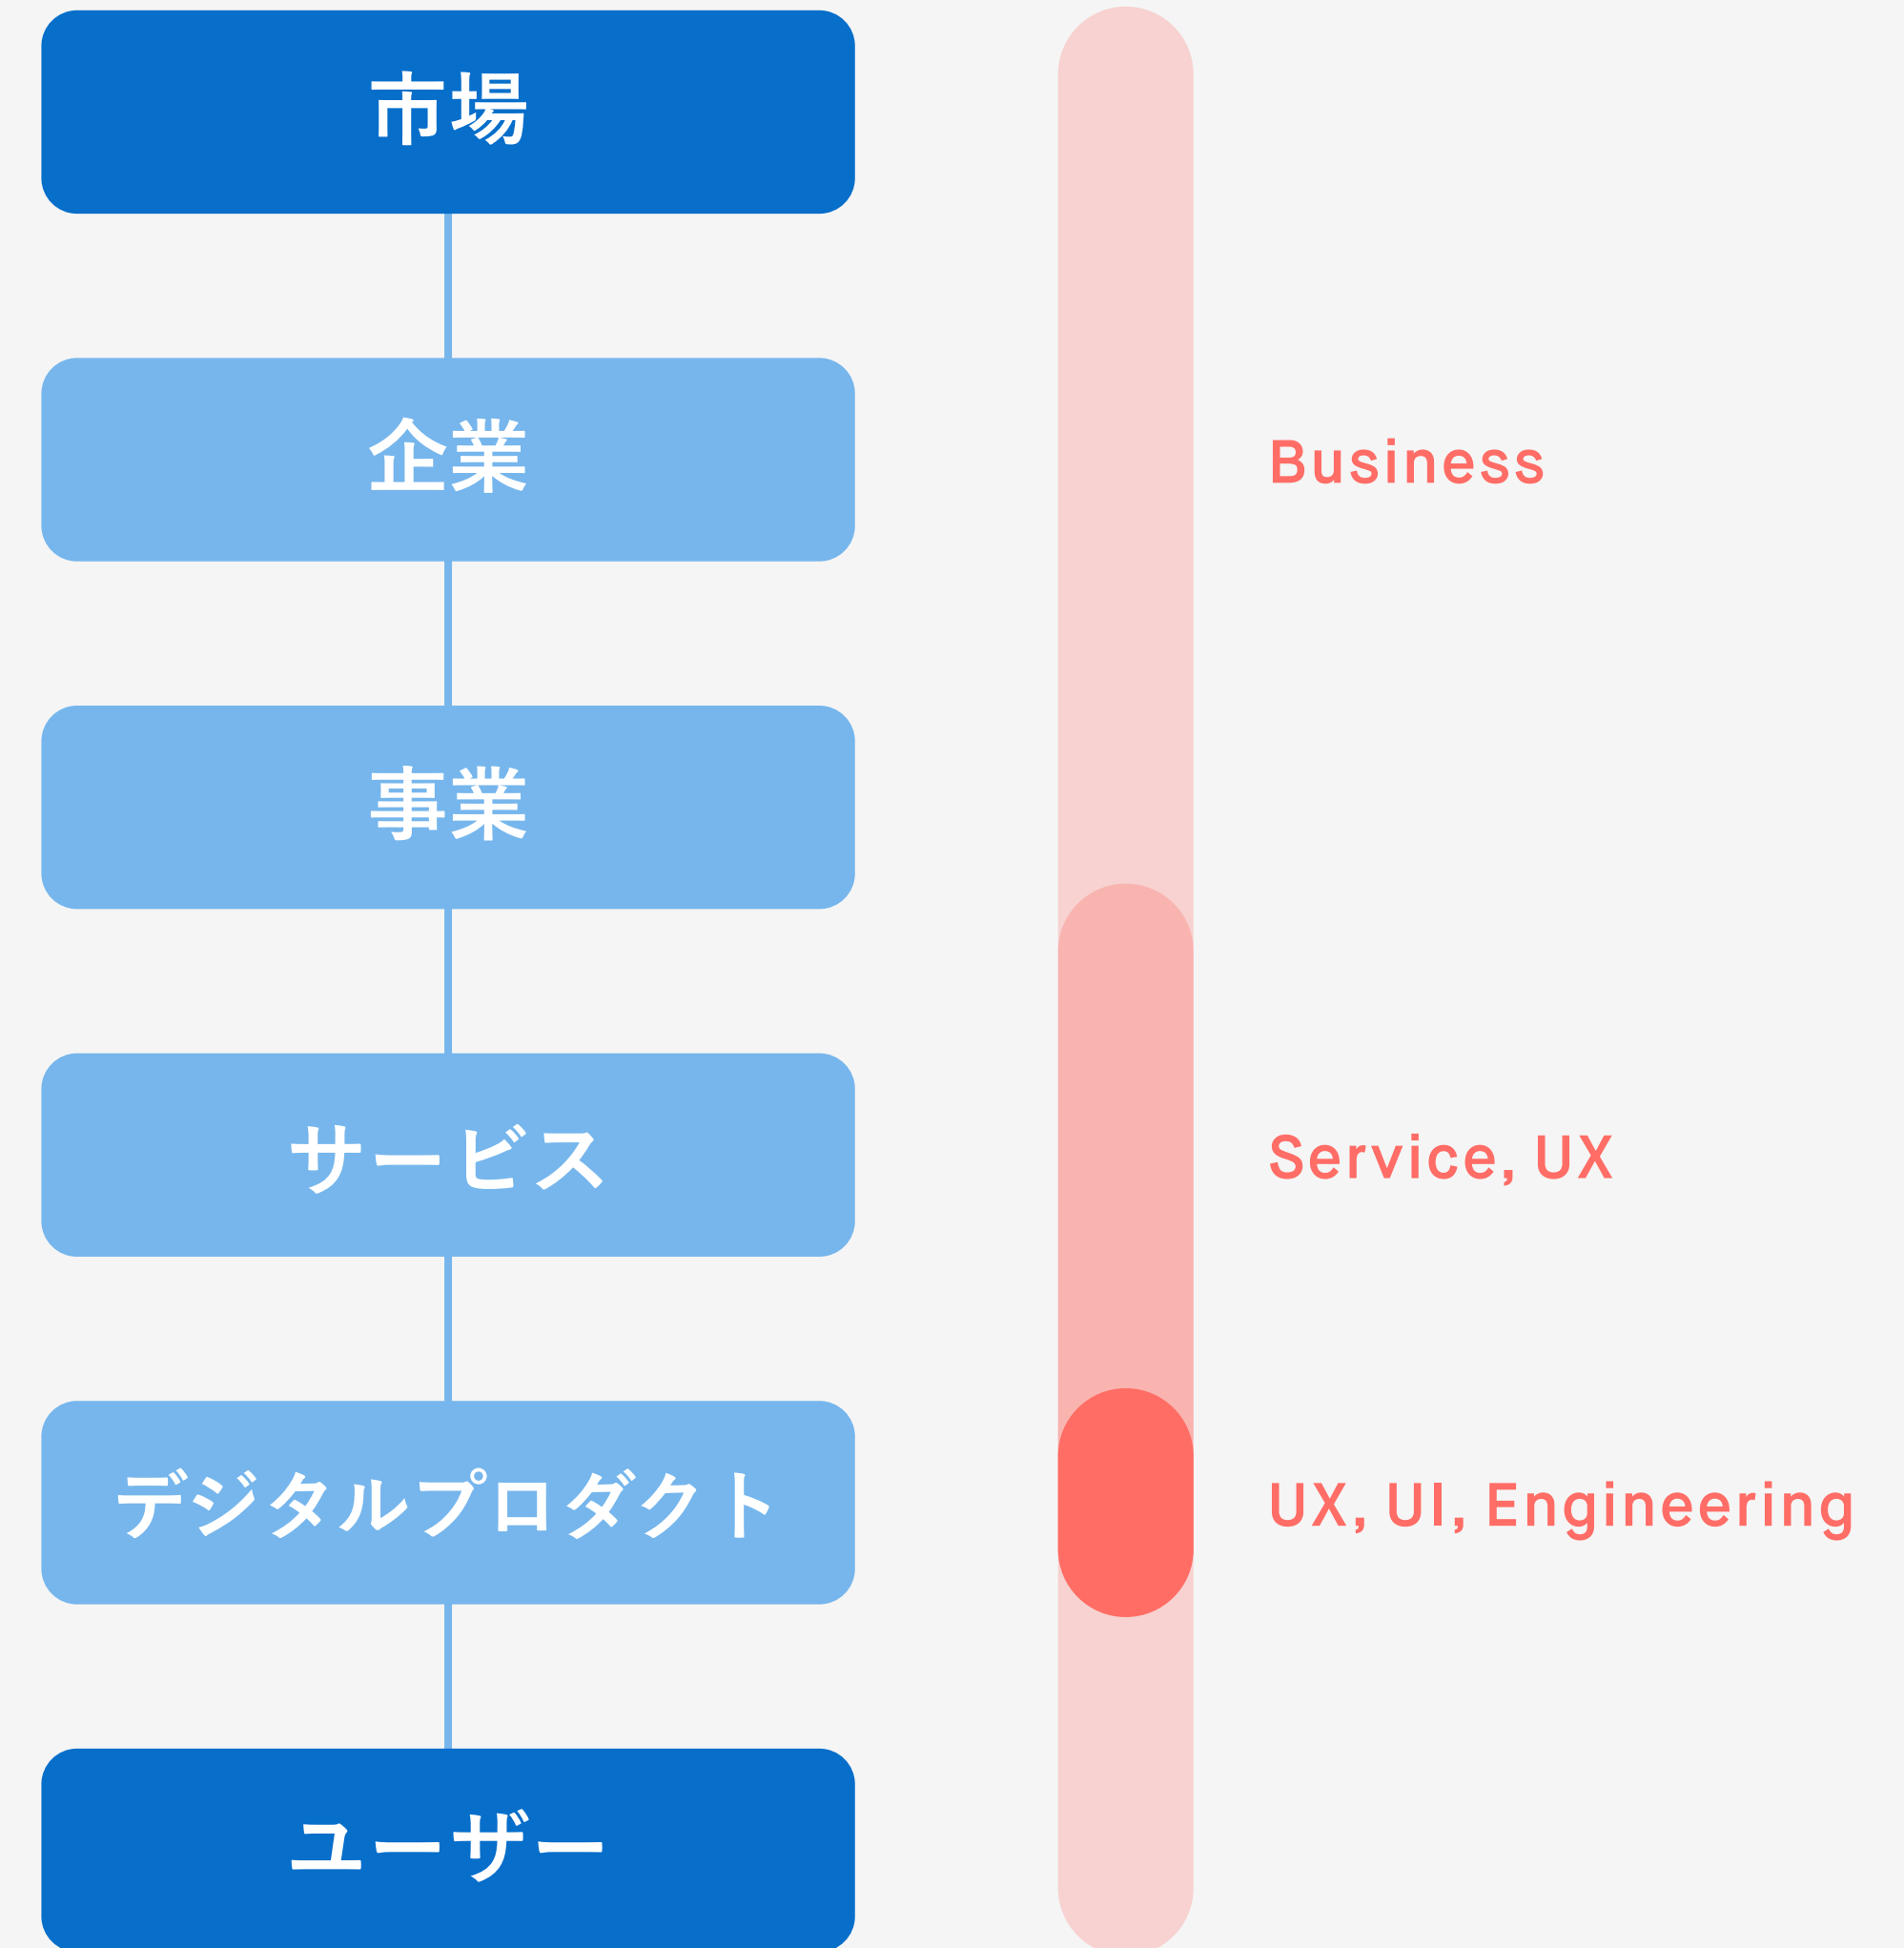 市場
企業
Business
事業
サービス
Service, UX
デジタルプロダクト
UX, UI, Engineering
ユーザー